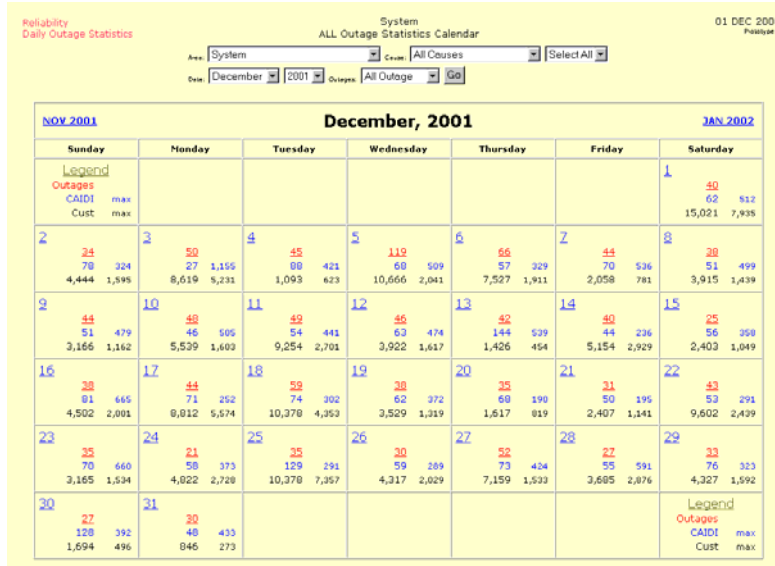 Reliability
Daily Outage Statistics
System
ALL Outage Statistics Calendar
01 DEC 200
Prototype
Area: System Cause: All Causes Select All
Date: December 2001 Outages: All Outage Go
NOV 2001 December, 2001 JAN 2002
Sunday Monday Tuesday Wednesday Thursday Friday Saturday
Legend 1
Outages 40
CAIDI max 62 512
Cust max 15,021 7,935
2 3 4 5 6 7 8
34 50 45 119 66 44 38
78 324 27 1,155 88 421 68 509 57 329 70 536 51 499
4,444 1,595 8,619 5,231 1,093 623 10,666 2,041 7,527 1,911 2,058 781 3,915 1,439
9 10 11 12 13 14 15
44 48 49 46 42 40 25
51 479 46 505 54 441 63 474 144 539 44 236 56 358
3,166 1,162 5,539 1,603 9,254 2,701 3,922 1,617 1,426 454 5,154 2,929 2,403 1,049
16 17 18 19 20 21 22
38 44 59 38 35 31 43
81 665 71 252 74 302 62 372 68 190 50 195 53 291
4,502 2,001 8,812 5,574 10,378 4,353 3,529 1,319 1,617 819 2,407 1,141 9,602 2,439
23 24 25 26 27 28 29
35 21 35 30 52 27 33
70 660 58 373 129 291 59 289 73 424 55 591 76 323
3,165 1,534 4,822 2,728 10,378 7,357 4,317 2,029 7,159 1,533 3,685 2,876 4,327 1,592
30 31 Legend
27 30 Outages
128 392 48 433 CAIDI max
1,694 496 846 273 Cust max